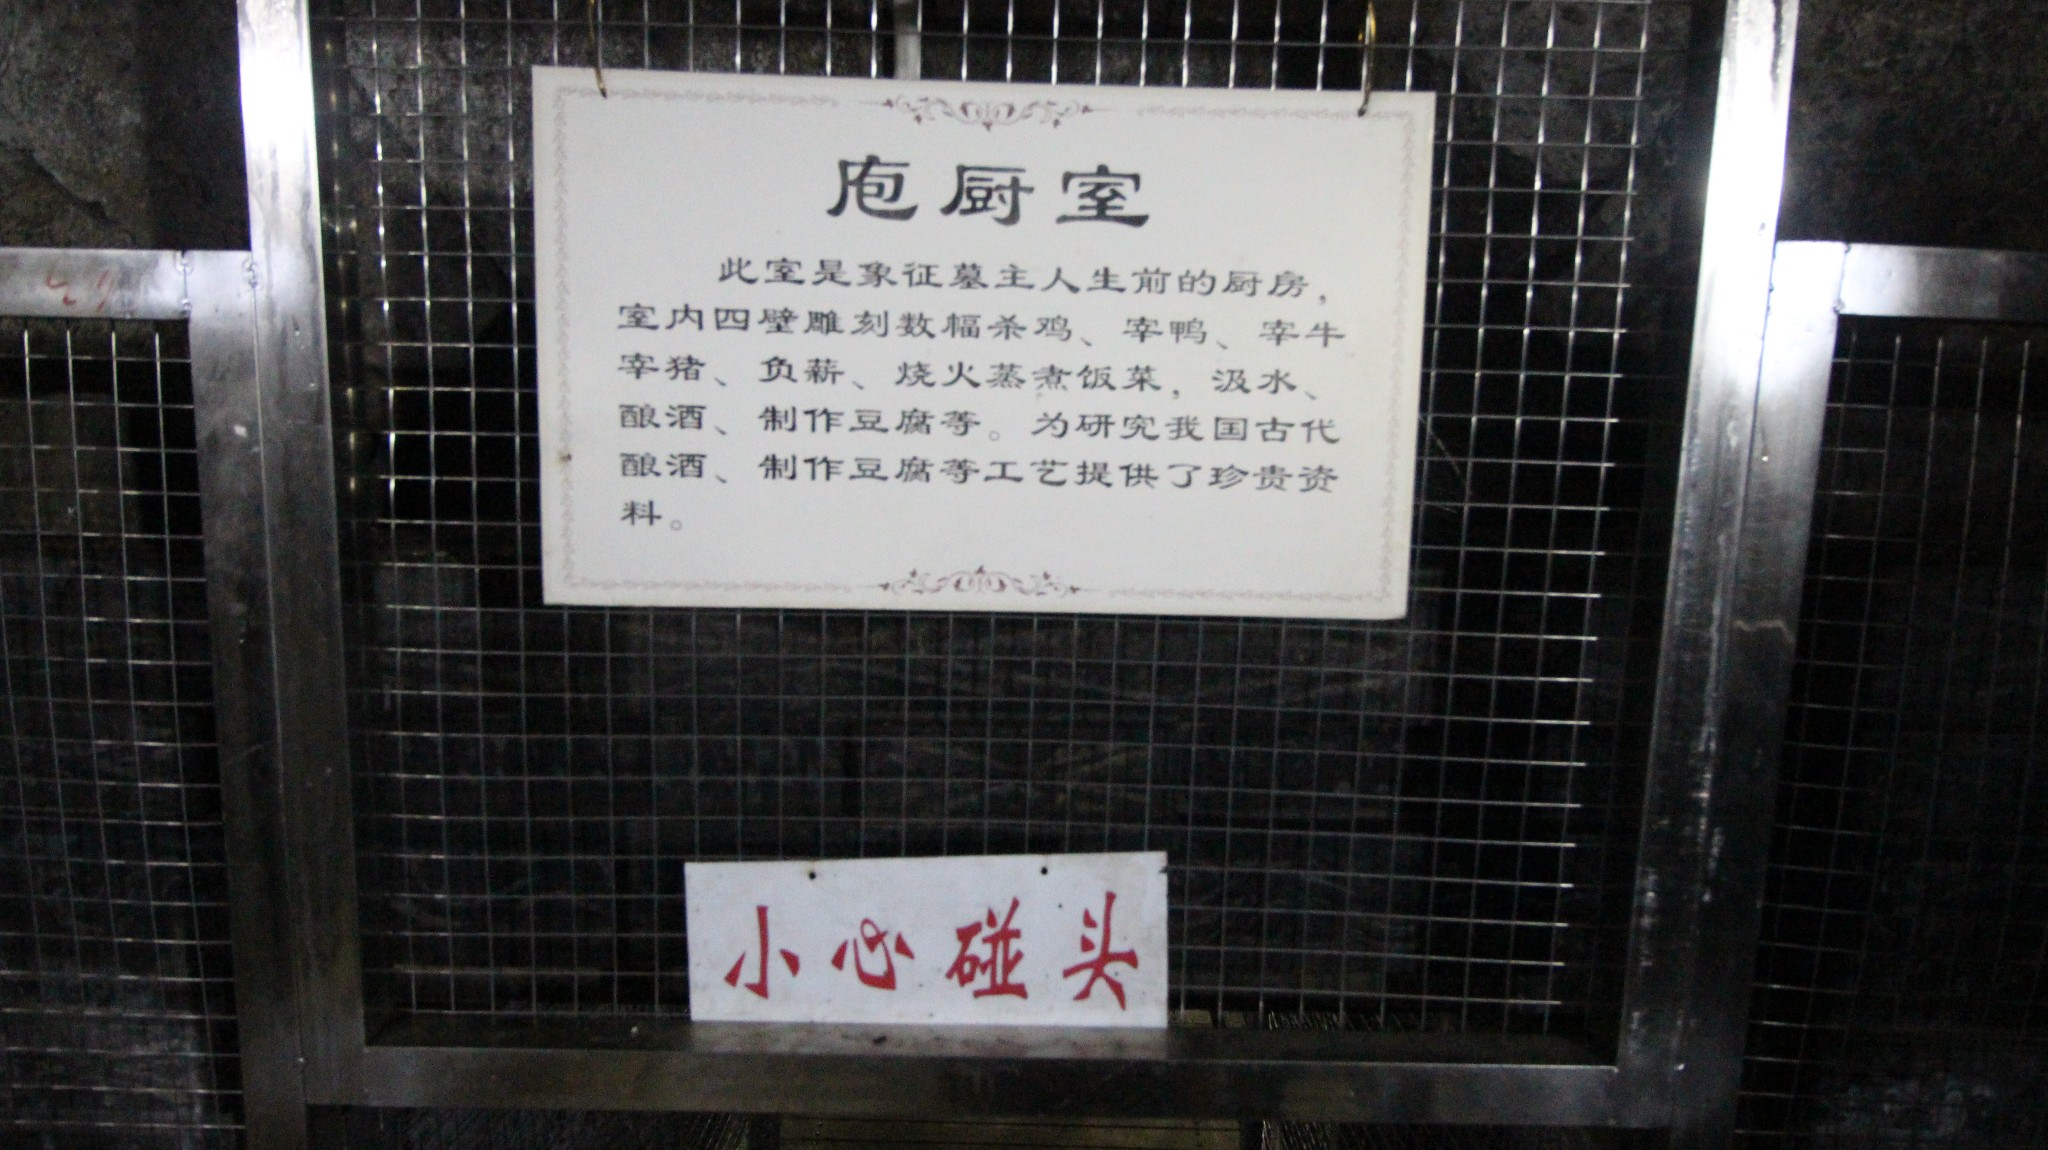 庖厨室
此室是象征墓主人生前的厨房，
室内四壁雕刻数幅杀鸡、宰鸭、宰牛
宰猪、负薪、烧火蒸煮饭菜，汲水、
酿酒、制作豆腐等。为研究我国古代
酿酒、制作豆腐等工艺提供了珍贵资
料。
小心碰头